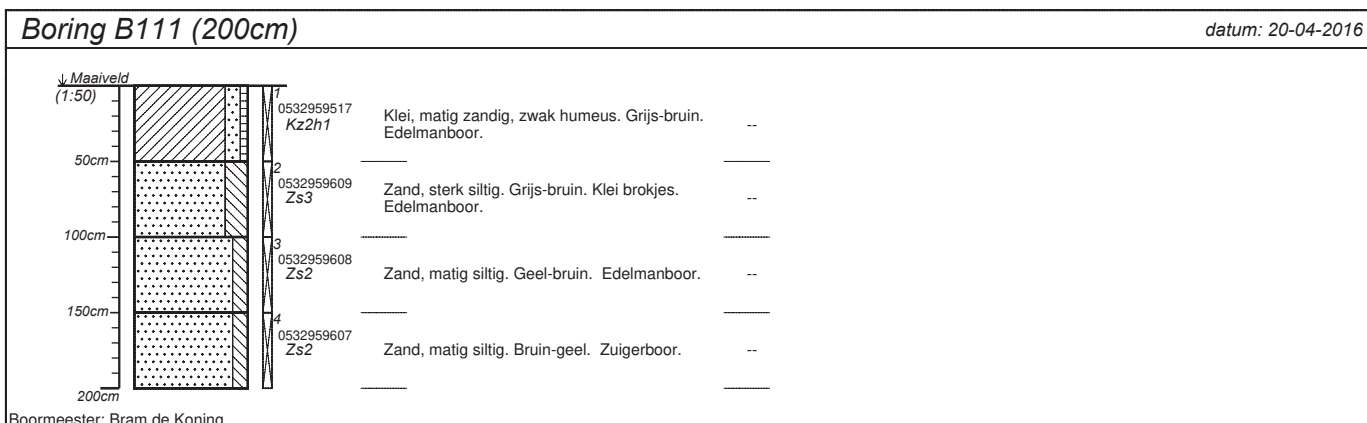 Boring B111 (200cm)
datum: 20-04-2016
Maaiveld
(1:50)
1
0532959517
Kz2h1
Klei, matig zandig, zwak humeus. Grijs-bruin.
Edelmanboor.
--
50cm
2
0532959609
Zs3
Zand, sterk siltig. Grijs-bruin. Klei brokjes.
Edelmanboor.
--
100cm
3
0532959608
Zs2
Zand, matig siltig. Geel-bruin. Edelmanboor.
--
150cm
4
0532959607
Zs2
Zand, matig siltig. Bruin-geel. Zuigerboor.
--
200cm
Boormeester: Bram de Koning